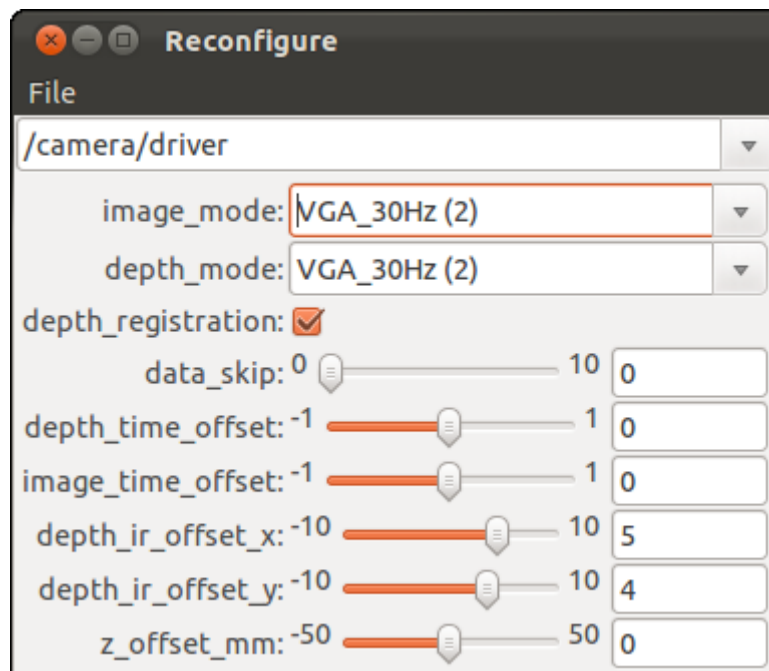 Reconfigure
File
/camera/driver
image_mode: VGA_30Hz (2)
depth_mode: VGA_30Hz (2)
depth_registration:
data_skip: 0 10 0
depth_time_offset: -1 1 0
image_time_offset: -1 1 0
depth_ir_offset_x: -10 10 5
depth_ir_offset_y: -10 10 4
z_offset_mm: -50 50 0